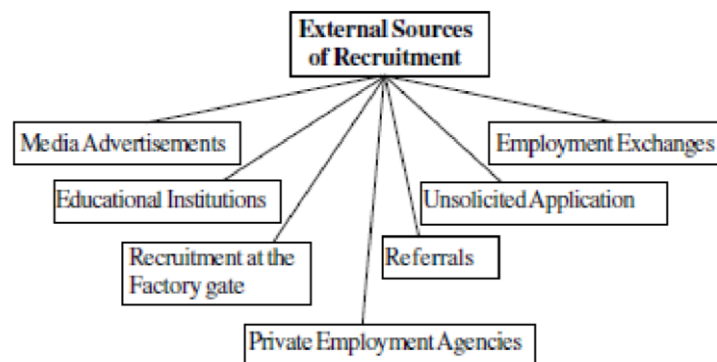 External Sources
of Recruitment
Media Advertisements
Employment Exchanges
Educational Institutions
Unsolicited Application
Recruitment at the
Factory gate
Referrals
Private Employment Agencies